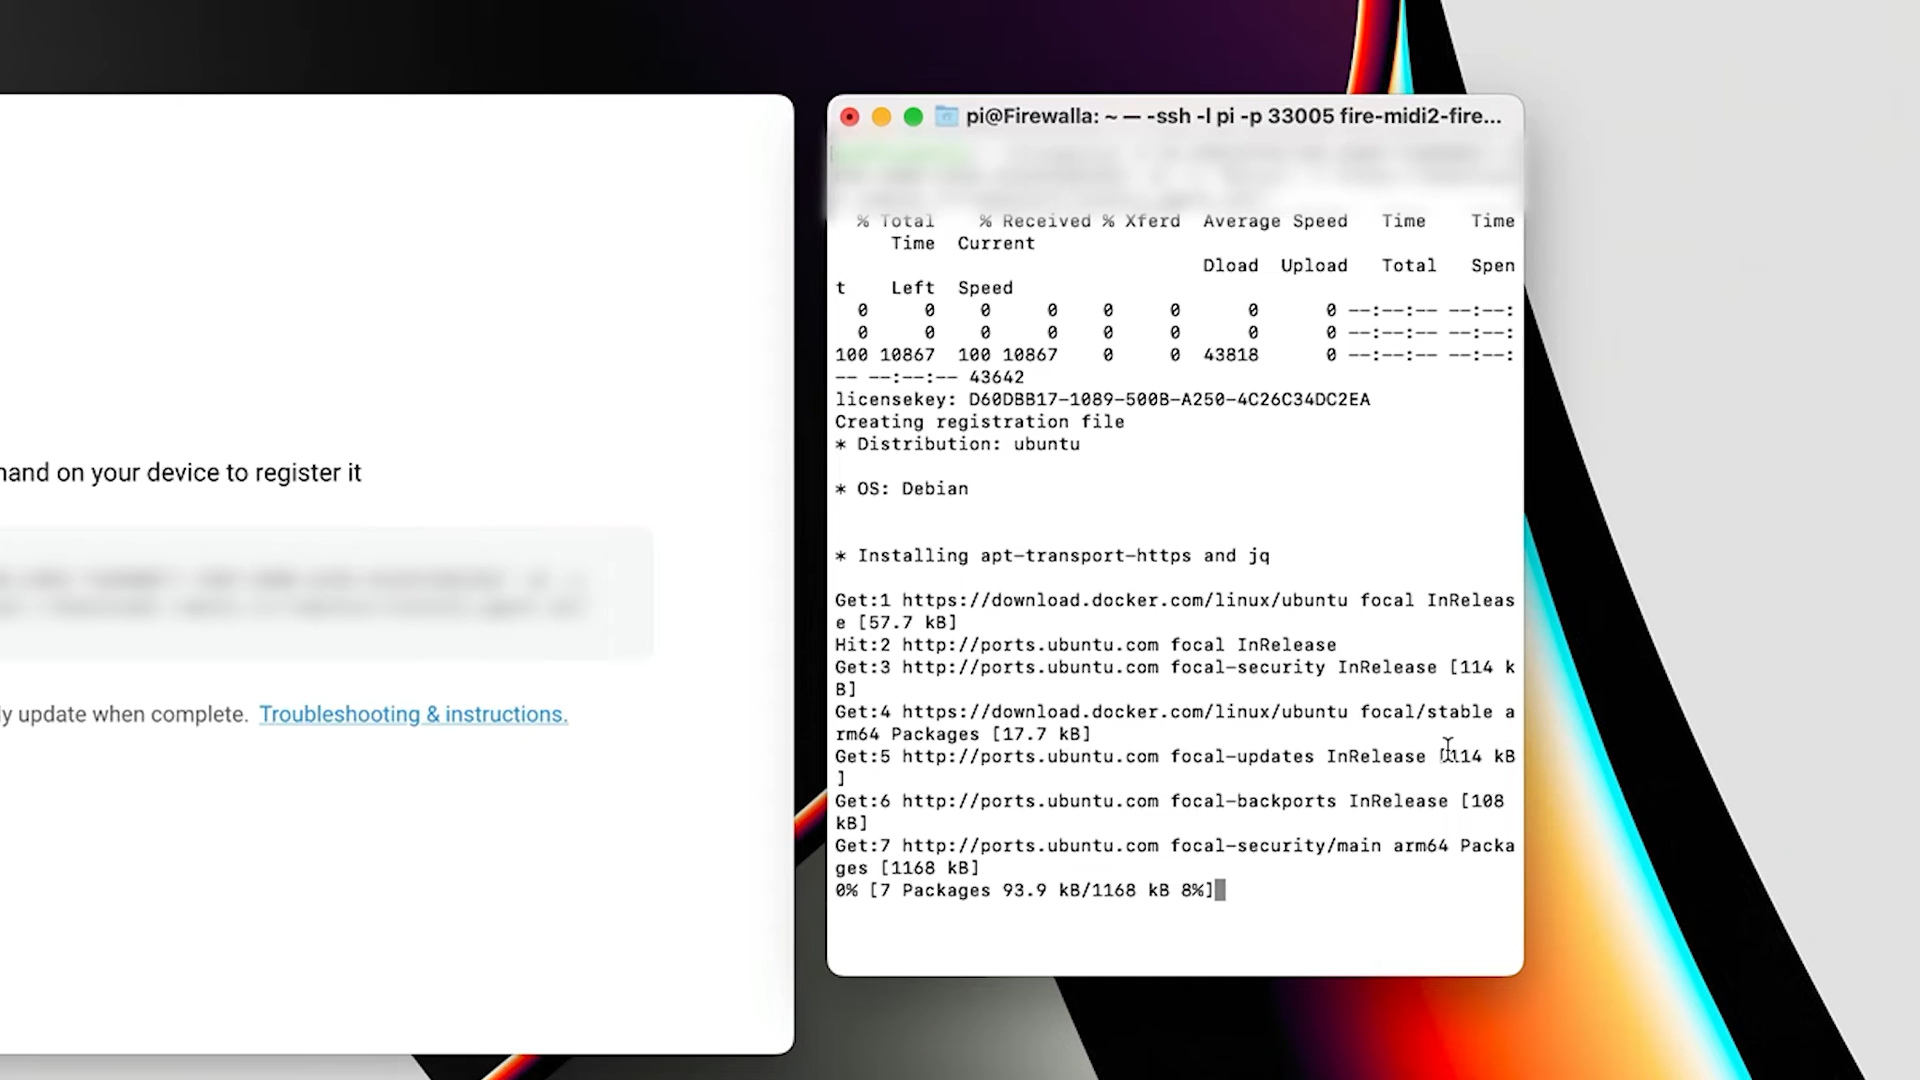 hand on your device to register it
ly update when complete. Troubleshooting & instructions.
pi@Firewalla: ~ — -ssh -l pi -p 33005 fire-midi2-fire...
% Total    % Received % Xferd  Average Speed   Time    Time
Time  Current
Dload  Upload   Total   Spen
t    Left  Speed
0     0    0     0    0     0      0      0 --:--:-- --:--:
0     0    0     0    0     0      0      0 --:--:-- --:--:
100 10867  100 10867    0     0  43818      0 --:--:-- --:--:
-- --:--:-- 43642
licensekey: D60DBB17-1089-500B-A250-4C26C34DC2EA
Creating registration file
* Distribution: ubuntu
* OS: Debian
* Installing apt-transport-https and jq
Get:1 https://download.docker.com/linux/ubuntu focal InReleas
e [57.7 kB]
Hit:2 http://ports.ubuntu.com focal InRelease
Get:3 http://ports.ubuntu.com focal-security InRelease [114 k
B]
Get:4 https://download.docker.com/linux/ubuntu focal/stable a
rm64 Packages [17.7 kB]
Get:5 http://ports.ubuntu.com focal-updates InRelease [114 kB
]
Get:6 http://ports.ubuntu.com focal-backports InRelease [108
kB]
Get:7 http://ports.ubuntu.com focal-security/main arm64 Packa
ges [1168 kB]
0% [7 Packages 93.9 kB/1168 kB 8%]